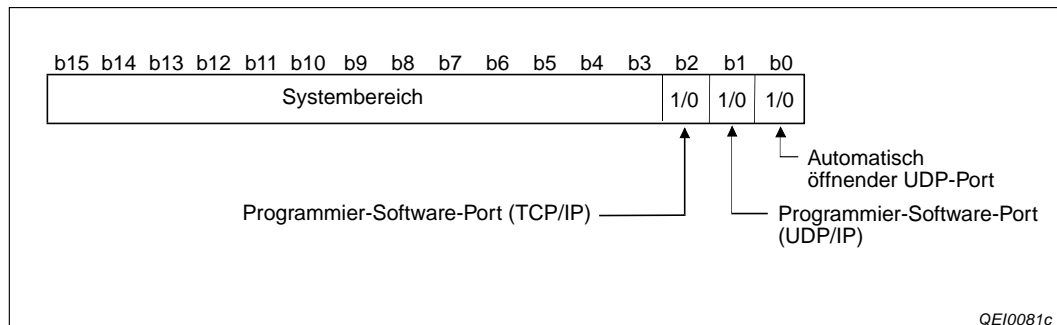 b15 b14 b13 b12 b11 b10 b9 b8 b7 b6 b5 b4 b3 b2 b1 b0
Systembereich 1/0 1/0 1/0
Automatisch
öffnender UDP-Port
Programmier-Software-Port (TCP/IP)
Programmier-Software-Port
(UDP/IP)
QEI0081c